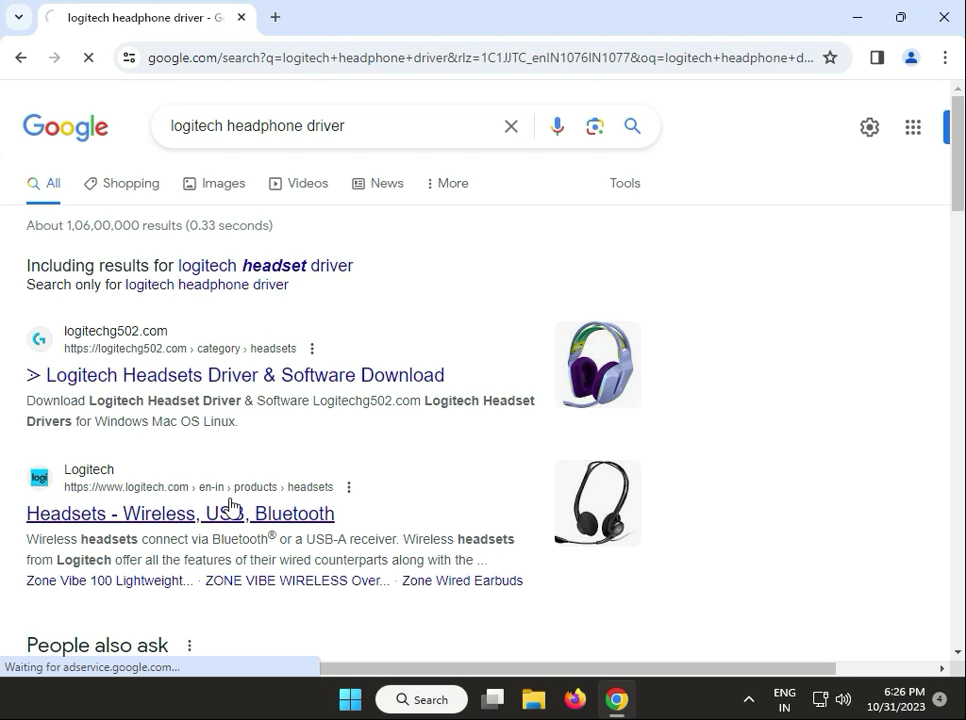 logitech headphone driver - G
google.com/search?q=logitech+headphone+driver&rlz=1C1JJTC_enIN1076IN1077&oq=logitech+headphone+d...
Google
logitech headphone driver
All
Shopping
Images
Videos
News
More
Tools
About 1,06,00,000 results (0.33 seconds)
Including results for logitech headset driver
Search only for logitech headphone driver
logitechg502.com
https://logitechg502.com › category › headsets
> Logitech Headsets Driver & Software Download
Download Logitech Headset Driver & Software Logitechg502.com Logitech Headset
Drivers for Windows Mac OS Linux.
logi
Logitech
https://www.logitech.com › en-in › products › headsets
Headsets - Wireless, USB, Bluetooth
Wireless headsets connect via Bluetooth® or a USB-A receiver. Wireless headsets
from Logitech offer all the features of their wired counterparts along with the ...
Zone Vibe 100 Lightweight... · ZONE VIBE WIRELESS Over... · Zone Wired Earbuds
People also ask
Waiting for adservice.google.com...
Search
ENG
IN
6:26 PM
10/31/2023
4